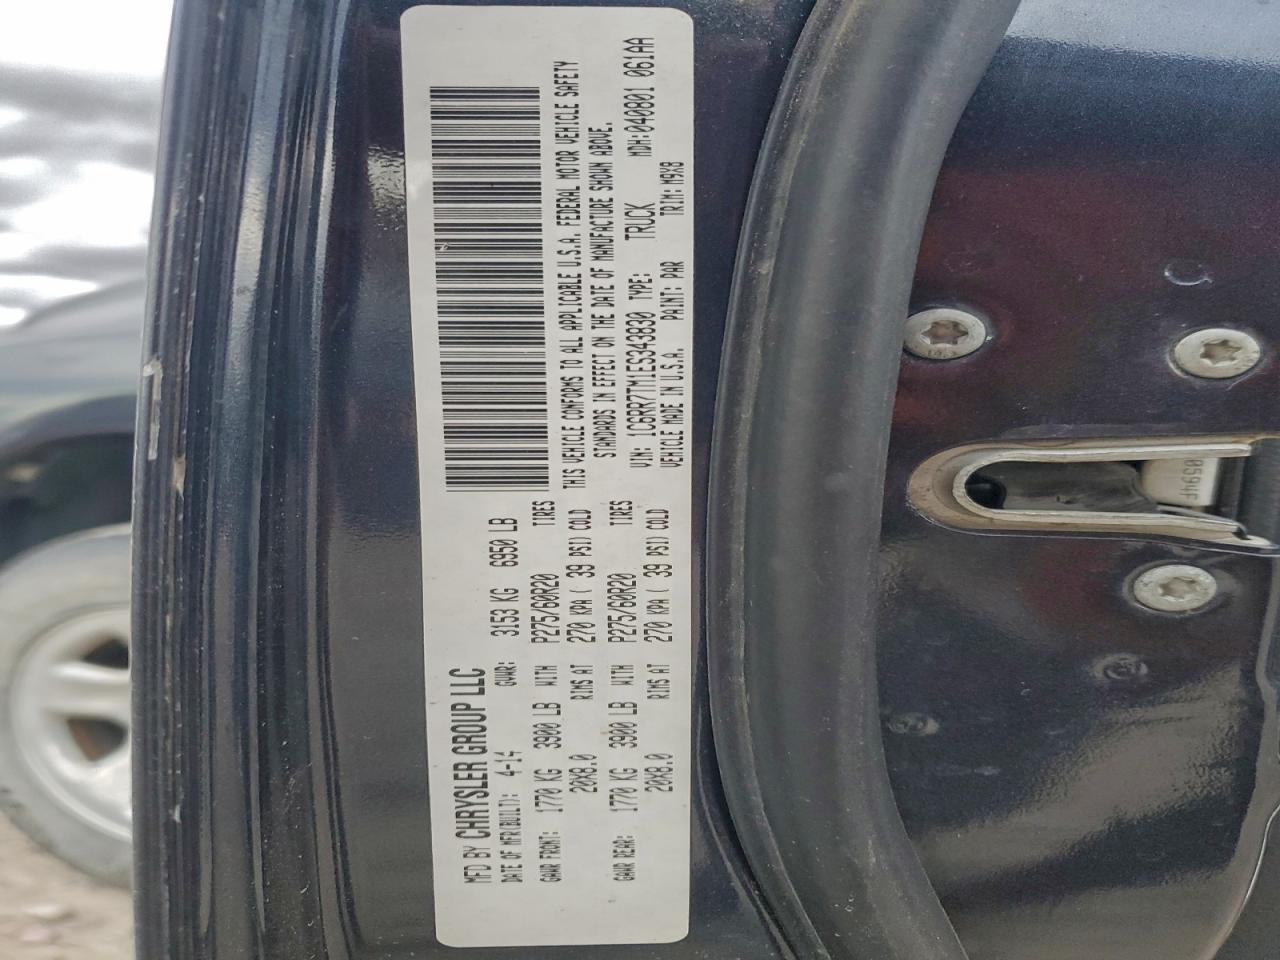 MFD BY CHRYSLER GROUP LLC
DATE OF MFR(BUILT): 4-14 GVWR: 3153 KG 6950 LB
GAWR FRONT: 1770 KG 3900 LB WITH P275/60R20 TIRES
20X8.0 RIMS AT 270 KPA ( 39 PSI) COLD
GAWR REAR: 1770 KG 3900 LB WITH P275/60R20 TIRES
20X8.0 RIMS AT 270 KPA ( 39 PSI) COLD
THIS VEHICLE CONFORMS TO ALL APPLICABLE U.S.A. FEDERAL MOTOR VEHICLE SAFETY
STANDARDS IN EFFECT ON THE DATE OF MANUFACTURE SHOWN ABOVE.
VIN: 1C6RR7TM1ES343830 TYPE: TRUCK MDH:040801 061AA
VEHICLE MADE IN U.S.A. PAINT: PAR TRIM: M9X8